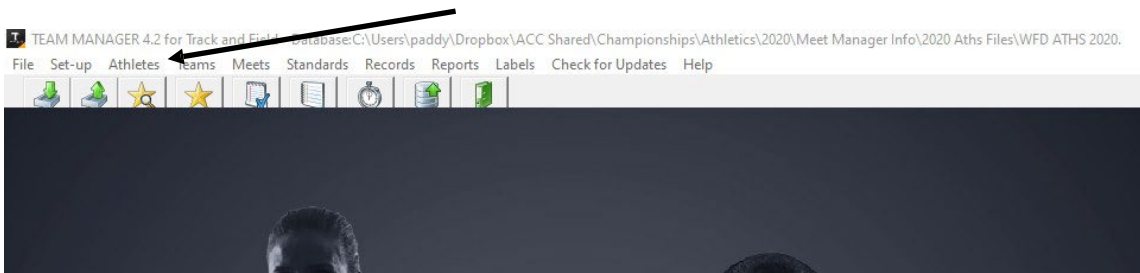 TEAM MANAGER 4.2 for Track and Field Database:C:\Users\paddy\Dropbox\ACC Shared\Championships\Athletics\2020\Meet Manager Info\2020 Aths Files\WFD ATHS 2020.
File Set-up Athletes Teams Meets Standards Records Reports Labels Check for Updates Help